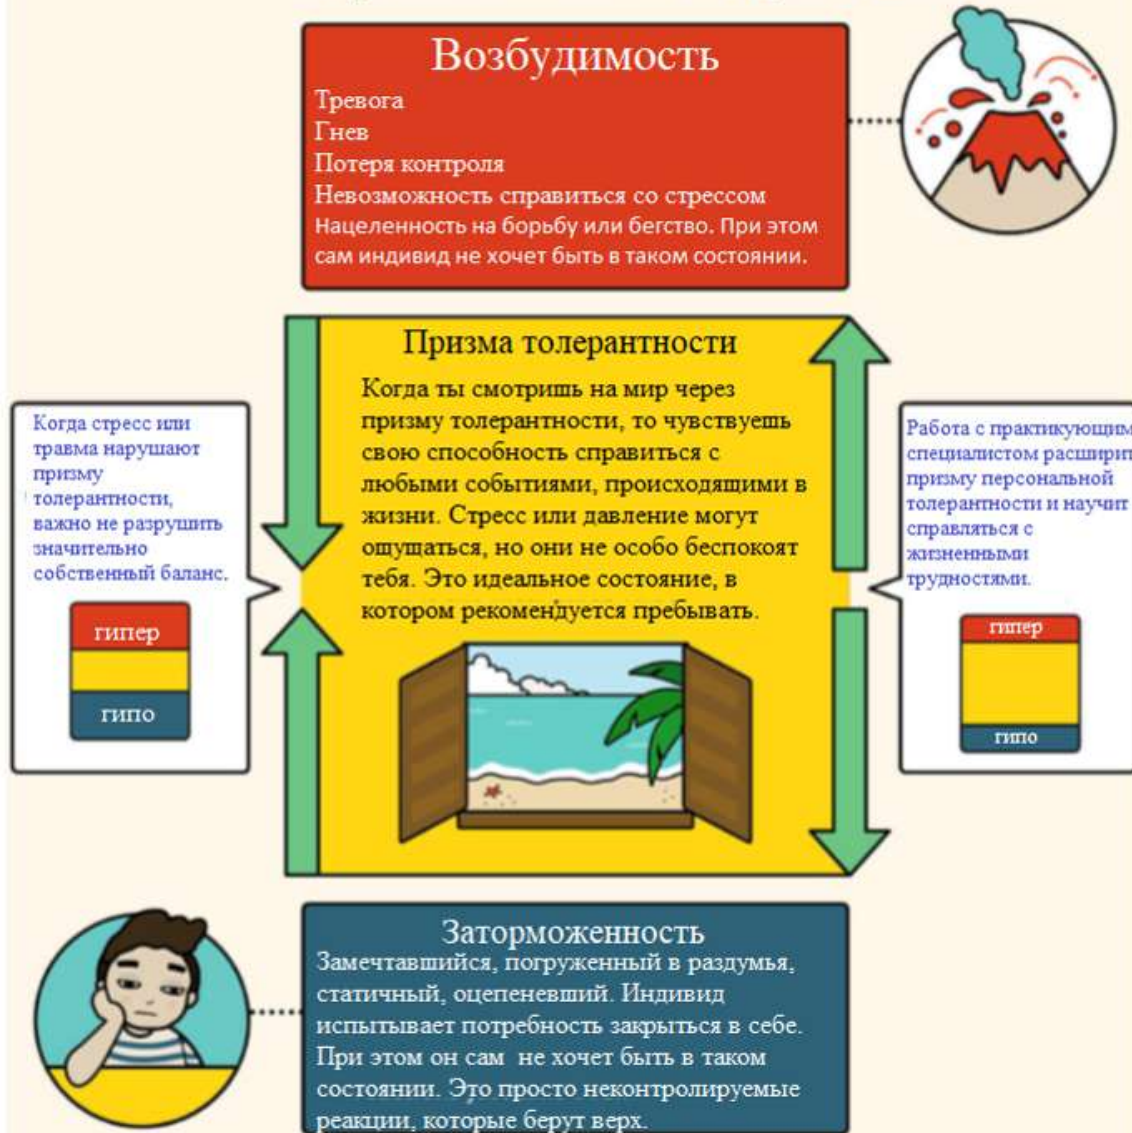 Возбудимость
Тревога
Гнев
Потеря контроля
Невозможность справиться со стрессом
Нацеленность на борьбу или бегство. При этом
сам индивид не хочет быть в таком состоянии.
Призма толерантности
Когда ты смотришь на мир через
призму толерантности, то чувствуешь
свою способность справиться с
любыми событиями, происходящими в
жизни. Стресс или давление могут
ощущаться, но они не особо беспокоят
тебя. Это идеальное состояние, в
котором рекомендуется пребывать.
Когда стресс или
травма нарушают
призму
толерантности,
важно не разрушить
значительно
собственный баланс.
гипер
гипо
Работа с практикующим
специалистом расширит
призму персональной
толерантности и научит
справляться с
жизненными
трудностями.
гипер
гипо
Заторможенность
Замечтавшийся, погруженный в раздумья,
статичный, оцепеневший. Индивид
испытывает потребность закрыться в себе.
При этом он сам не хочет быть в таком
состоянии. Это просто неконтролируемые
реакции, которые берут верх.